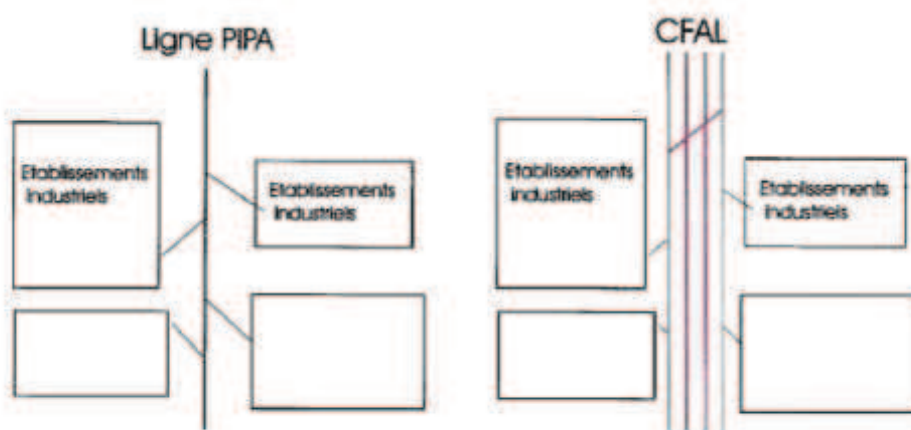 Ligne PIPA
CFAL
Etablissements
Industriels
Etablissements
Industriels
Etablissements
industriels
Etablissements
Industriels